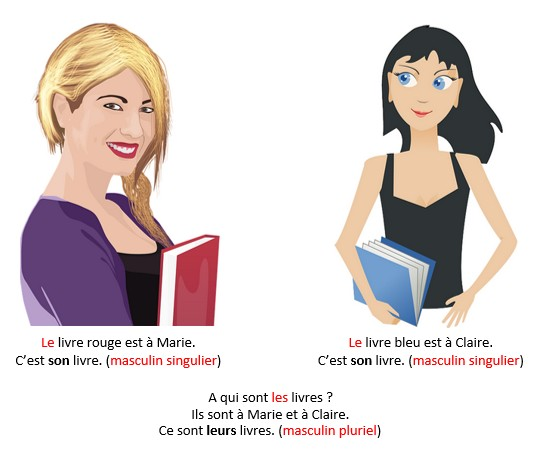 Le livre rouge est à Marie.
C'est son livre. (masculin singulier)
Le livre bleu est à Claire.
C'est son livre. (masculin singulier)
A qui sont les livres ?
Ils sont à Marie et à Claire.
Ce sont leurs livres. (masculin pluriel)